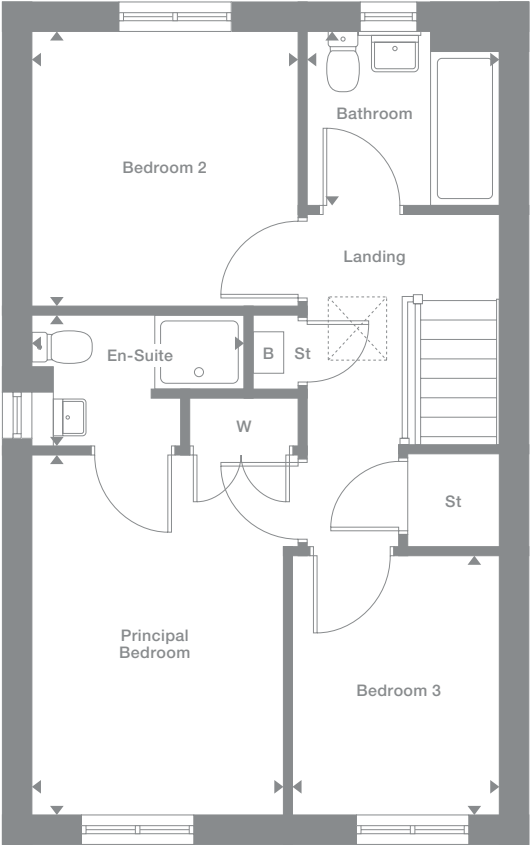 Bathroom
Bedroom 2
Landing
En-Suite
B
St
W
St
Principal
Bedroom
Bedroom 3